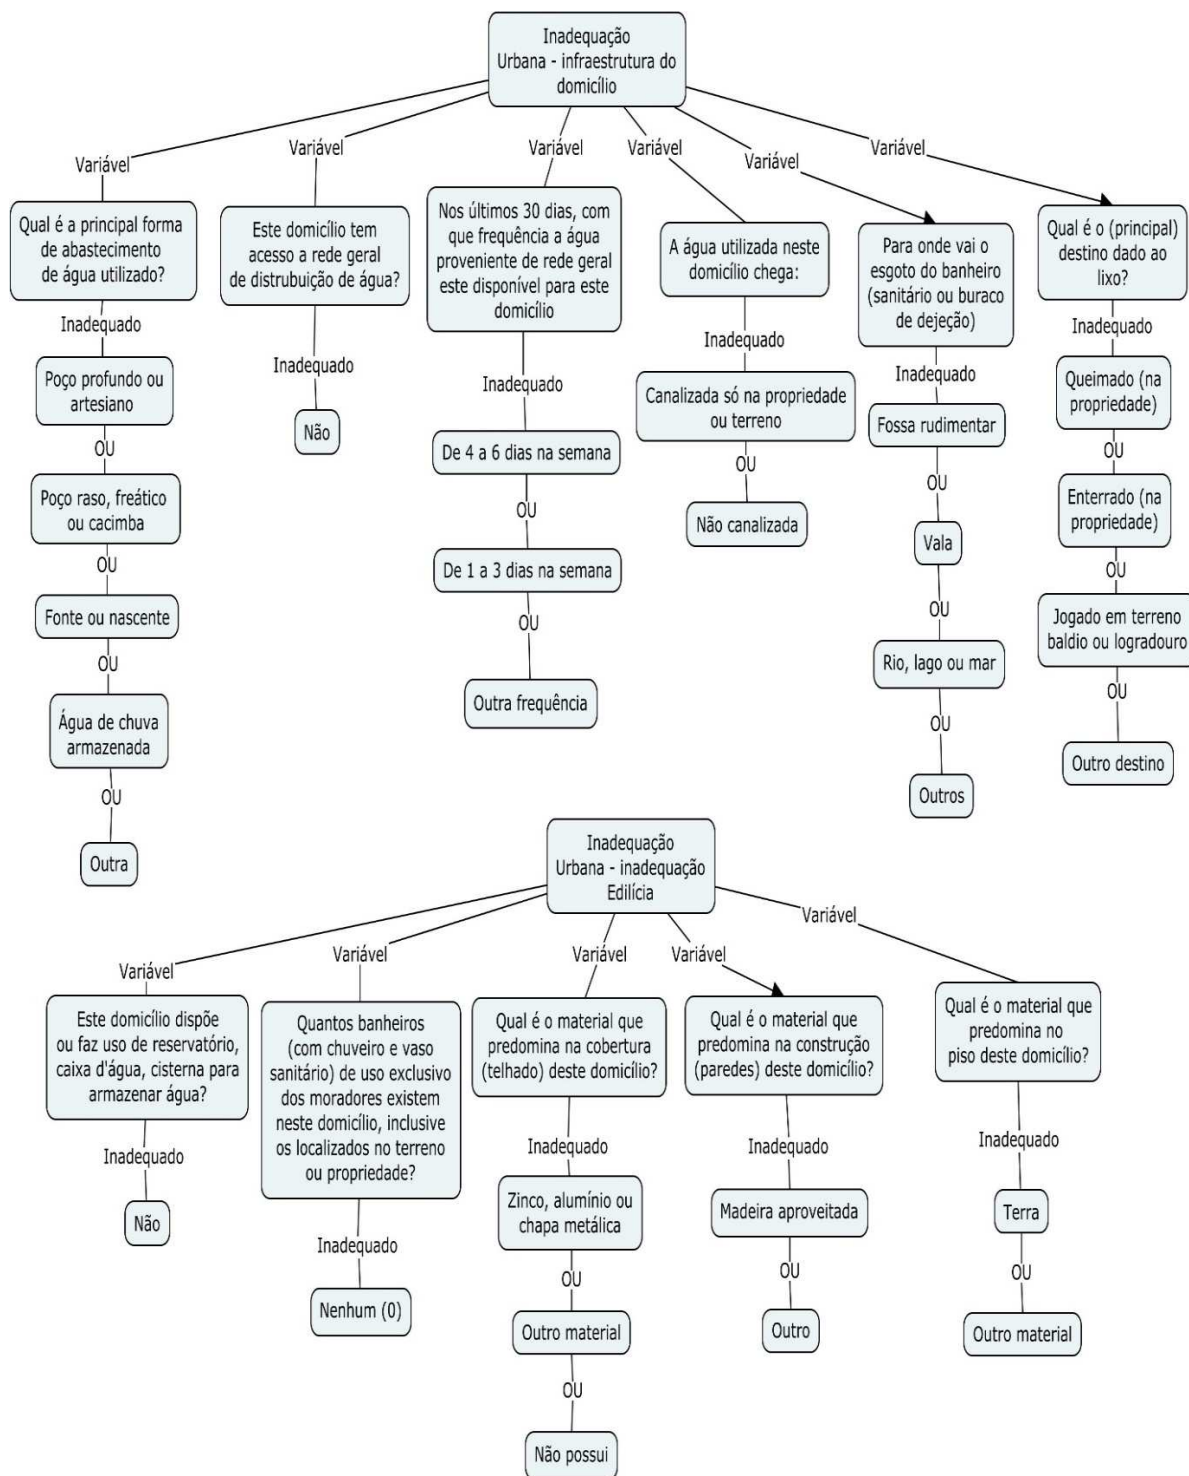 Inadequação
Urbana - infraestrutura do
domicílio
Variável
Variável
Variável
Variável
Variável
Variável
Qual é a principal forma
de abastecimento
de água utilizado?
Inadequado
Poço profundo ou
artesiano
OU
Poço raso, freático
ou cacimba
OU
Fonte ou nascente
OU
Água de chuva
armazenada
OU
Outra
Este domicílio tem
acesso a rede geral
de distrubuição de água?
Inadequado
Não
Nos últimos 30 dias, com
que frequência a água
proveniente de rede geral
este disponível para este
domicílio
Inadequado
De 4 a 6 dias na semana
OU
De 1 a 3 dias na semana
OU
Outra frequência
A água utilizada neste
domicílio chega:
Inadequado
Canalizada só na propriedade
ou terreno
OU
Não canalizada
Para onde vai o
esgoto do banheiro
(sanitário ou buraco
de dejeção)
Inadequado
Fossa rudimentar
OU
Vala
OU
Rio, lago ou mar
OU
Outros
Qual é o (principal)
destino dado ao
lixo?
Inadequado
Queimado (na
propriedade)
OU
Enterrado (na
propriedade)
OU
Jogado em terreno
baldio ou logradouro
OU
Outro destino
Inadequação
Urbana - inadequação
Edilícia
Variável
Variável
Variável
Variável
Variável
Este domicílio dispõe
ou faz uso de reservatório,
caixa d'água, cisterna para
armazenar água?
Inadequado
Não
Quantos banheiros
(com chuveiro e vaso
sanitário) de uso exclusivo
dos moradores existem
neste domicílio, inclusive
os localizados no terreno
ou propriedade?
Inadequado
Nenhum (0)
Qual é o material que
predomina na cobertura
(telhado) deste domicílio?
Inadequado
Zinco, alumínio ou
chapa metálica
OU
Outro material
OU
Não possui
Qual é o material que
predomina na construção
(paredes) deste domicílio?
Inadequado
Madeira aproveitada
OU
Outro
Qual é o material que
predomina no
piso deste domicílio?
Inadequado
Terra
OU
Outro material